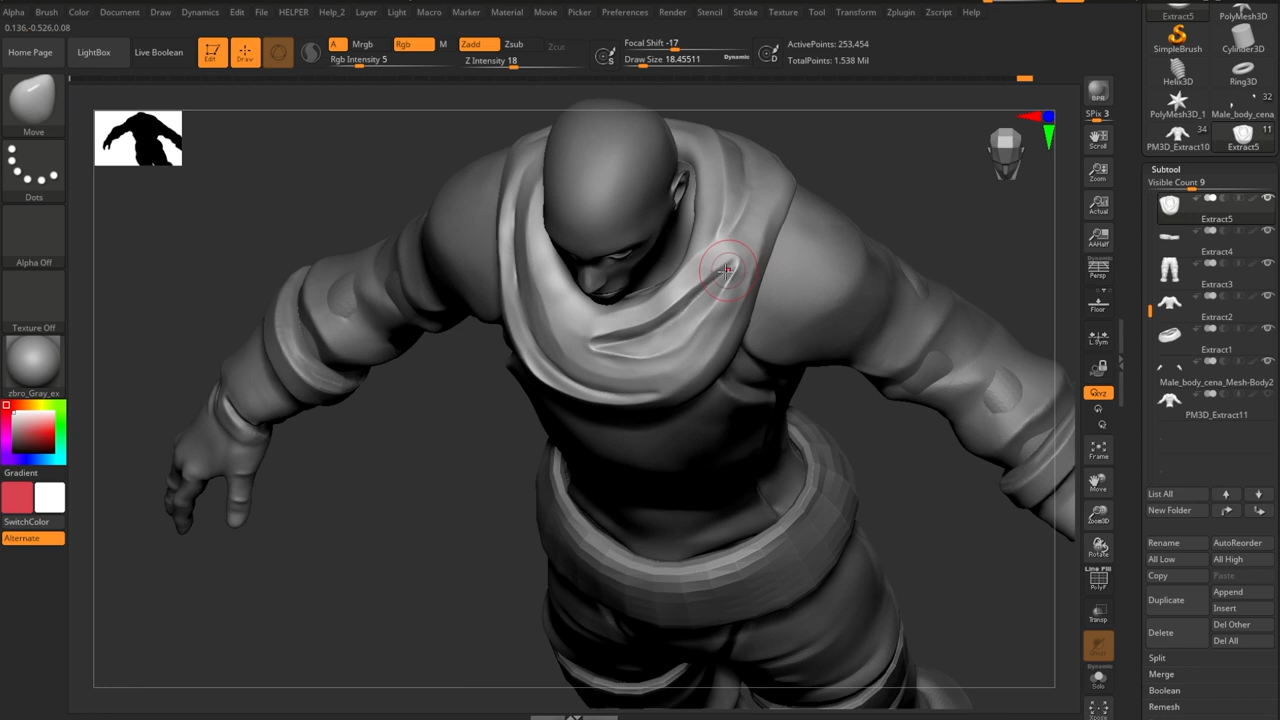 Alpha Brush Color Document Draw Dynamics Edit File HELPER Help_2 Layer Light Macro Marker Material Movie Picker Preferences Render Stencil Stroke Texture Tool Transform Zplugin Zscript Help
0.136,-0.526,0.08
Home Page LightBox Live Boolean Edit Draw A Mrgb Rgb M Zadd Zsub Zcut
Rgb Intensity 5 Z Intensity 18
Focal Shift -17
Draw Size 18.45511 Dynamic
ActivePoints: 253,454
TotalPoints: 1.538 Mil
Move
Dots
Alpha Off
Texture Off
zbro_Gray_ex
Gradient
SwitchColor
Alternate
BPR
SPix 3
Scroll
Zoom
Actual
AAHalf
Dynamic
Persp
Floor
L.Sym
XYZ
Frame
Move
Zoom3D
Rotate
Line Fill
PolyF
Transp
Ghost
Dynamic
Solo
Xpose
Extract5 PolyMesh3D
SimpleBrush Cylinder3D
Helix3D Ring3D
32
PolyMesh3D_1 Male_body_cena
34 11
PM3D_Extract10 Extract5
Subtool
Visible Count 9
Extract5
Extract4
Extract3
Extract2
Extract1
Male_body_cena_Mesh-Body2
PM3D_Extract11
List All
New Folder
Rename AutoReorder
All Low All High
Copy Paste
Duplicate Append
Insert
Delete Del Other
Del All
Split
Merge
Boolean
Remesh